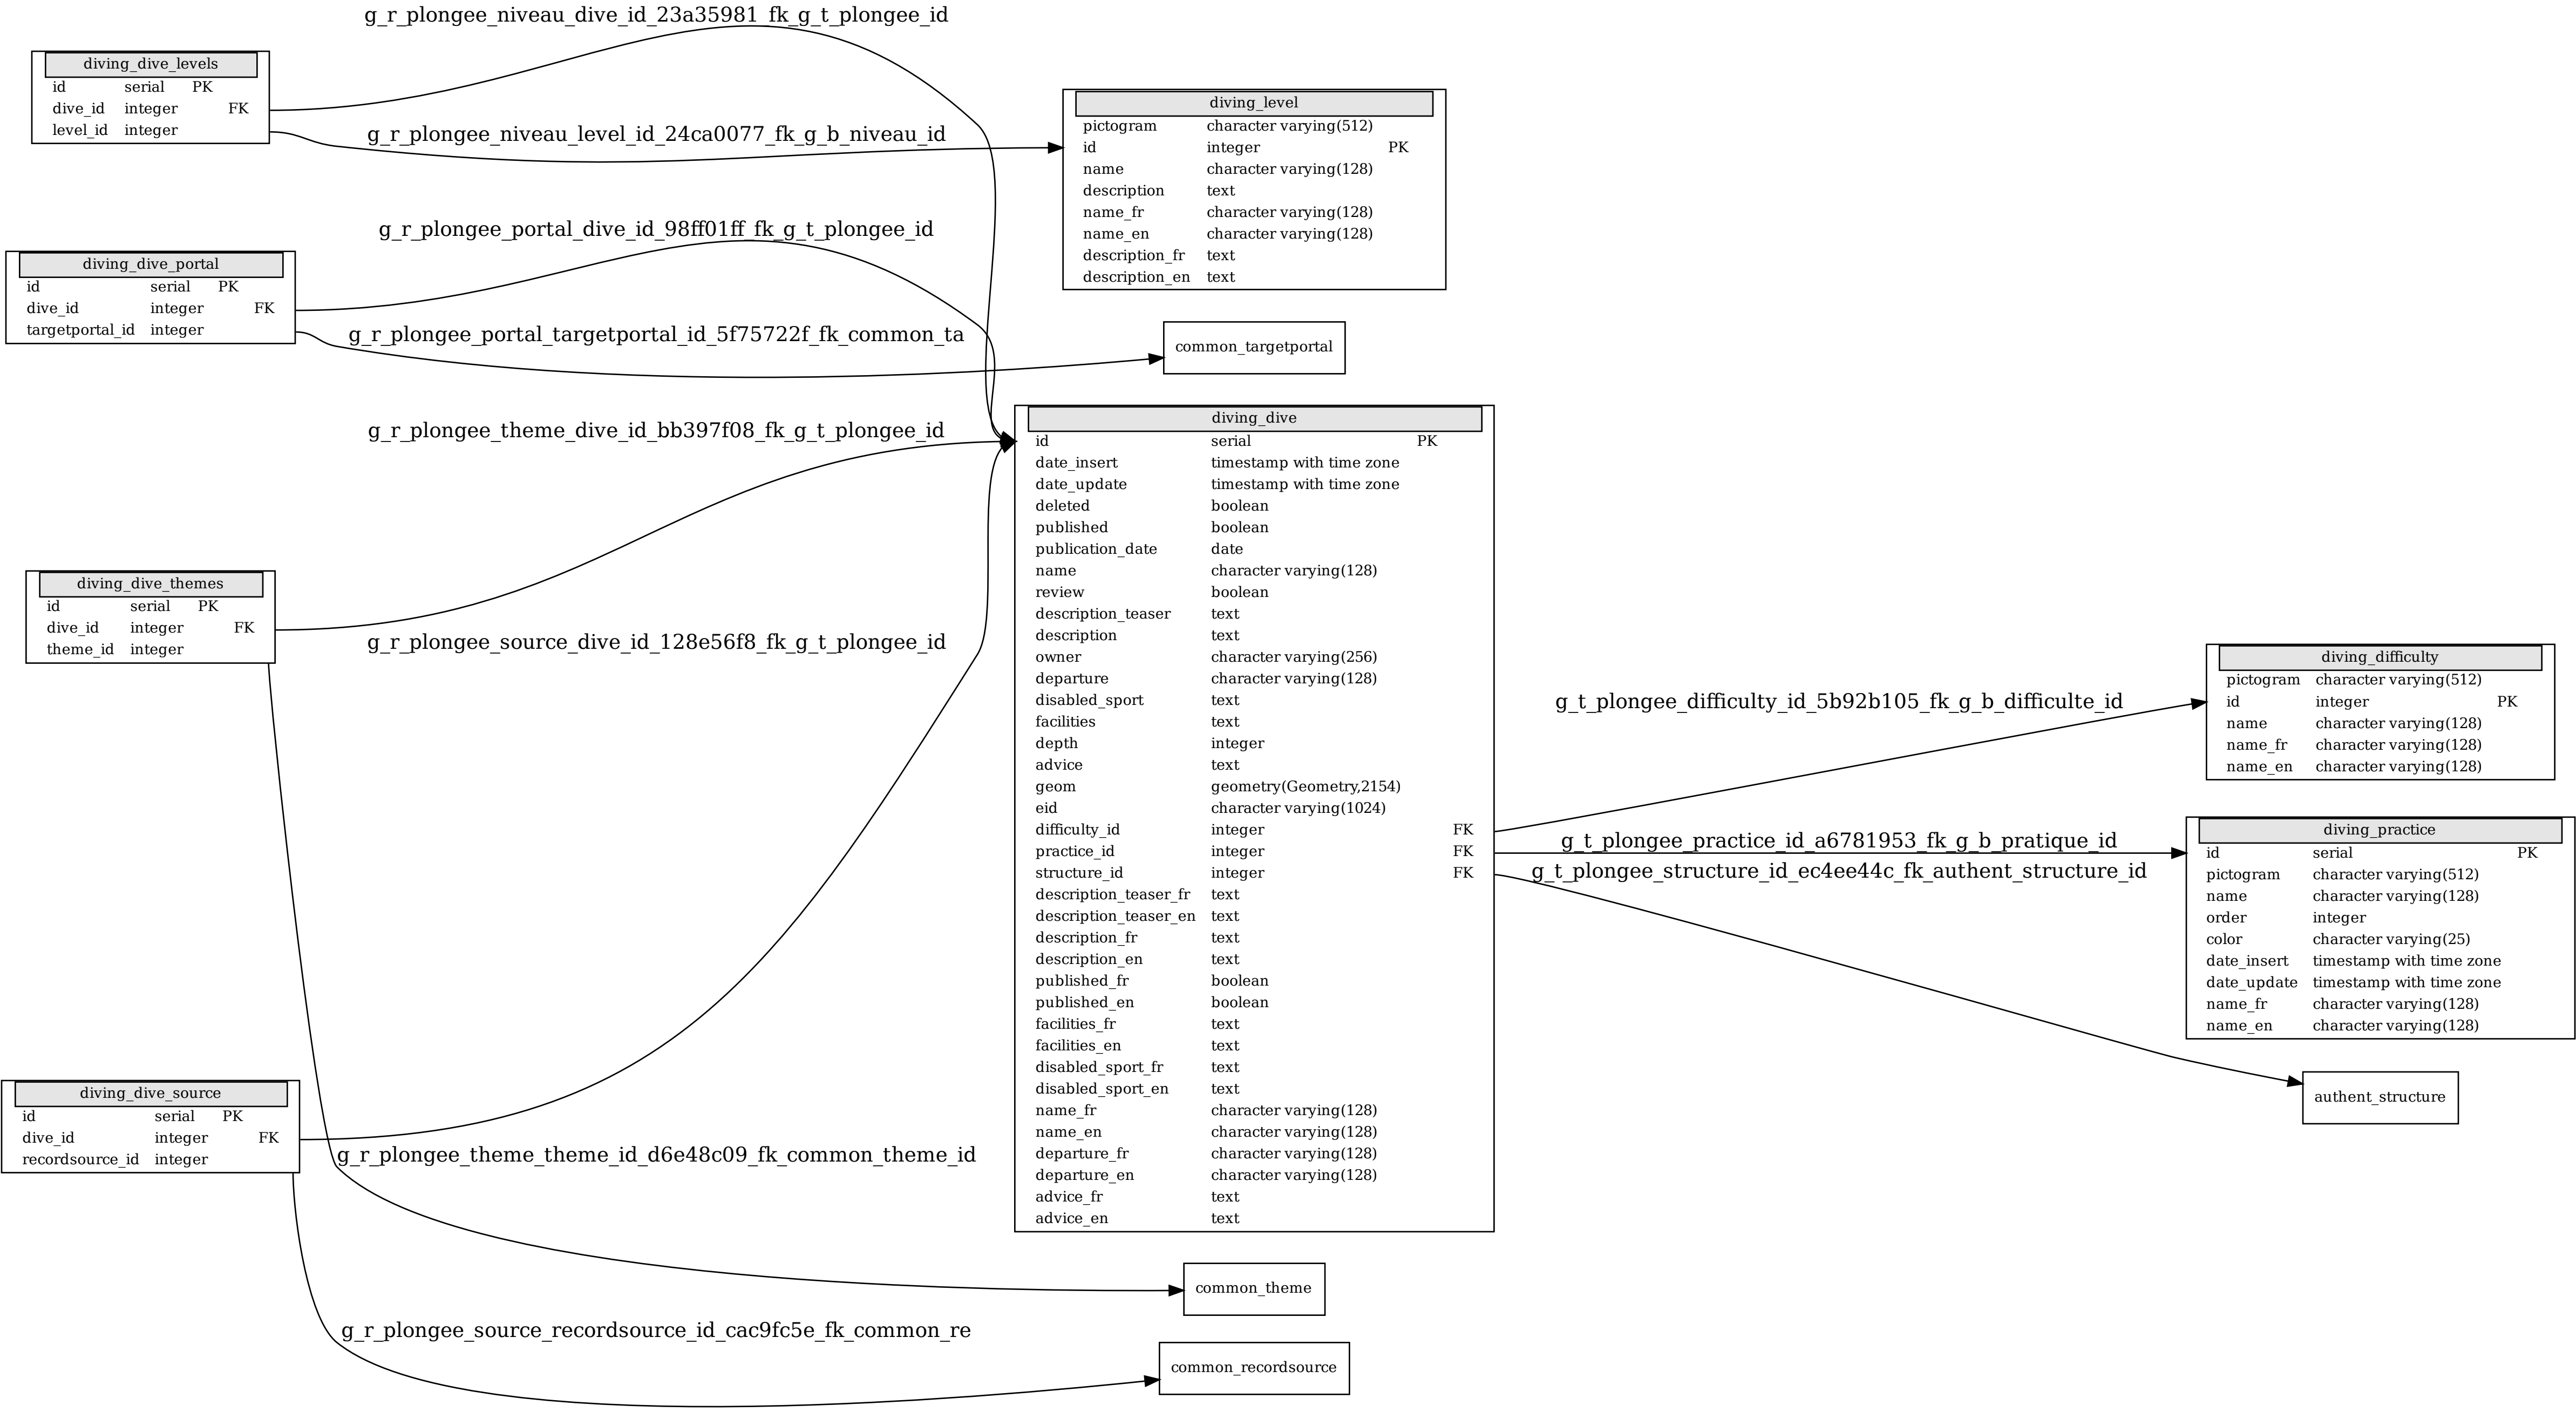 g_r_plongee_niveau_dive_id_23a35981_fk_g_t_plongee_id
diving_dive_levels
id serial PK
dive_id integer FK
level_id integer
g_r_plongee_niveau_level_id_24ca0077_fk_g_b_niveau_id
diving_level
pictogram character varying(512)
id integer PK
name character varying(128)
description text
name_fr character varying(128)
name_en character varying(128)
description_fr text
description_en text
g_r_plongee_portal_dive_id_98ff01ff_fk_g_t_plongee_id
diving_dive_portal
id serial PK
dive_id integer FK
targetportal_id integer
g_r_plongee_portal_targetportal_id_5f75722f_fk_common_ta
common_targetportal
g_r_plongee_theme_dive_id_bb397f08_fk_g_t_plongee_id
diving_dive_themes
id serial PK
dive_id integer FK
theme_id integer
g_r_plongee_source_dive_id_128e56f8_fk_g_t_plongee_id
diving_dive
id serial PK
date_insert timestamp with time zone
date_update timestamp with time zone
deleted boolean
published boolean
publication_date date
name character varying(128)
review boolean
description_teaser text
description text
owner character varying(256)
departure character varying(128)
disabled_sport text
facilities text
depth integer
advice text
geom geometry(Geometry,2154)
eid character varying(1024)
difficulty_id integer FK
practice_id integer FK
structure_id integer FK
description_teaser_fr text
description_teaser_en text
description_fr text
description_en text
published_fr boolean
published_en boolean
facilities_fr text
facilities_en text
disabled_sport_fr text
disabled_sport_en text
name_fr character varying(128)
name_en character varying(128)
departure_fr character varying(128)
departure_en character varying(128)
advice_fr text
advice_en text
g_t_plongee_difficulty_id_5b92b105_fk_g_b_difficulte_id
g_t_plongee_practice_id_a6781953_fk_g_b_pratique_id
g_t_plongee_structure_id_ec4ee44c_fk_authent_structure_id
diving_difficulty
pictogram character varying(512)
id integer PK
name character varying(128)
name_fr character varying(128)
name_en character varying(128)
diving_practice
id serial PK
pictogram character varying(512)
name character varying(128)
order integer
color character varying(25)
date_insert timestamp with time zone
date_update timestamp with time zone
name_fr character varying(128)
name_en character varying(128)
authent_structure
diving_dive_source
id serial PK
dive_id integer FK
recordsource_id integer
g_r_plongee_theme_theme_id_d6e48c09_fk_common_theme_id
common_theme
g_r_plongee_source_recordsource_id_cac9fc5e_fk_common_re
common_recordsource